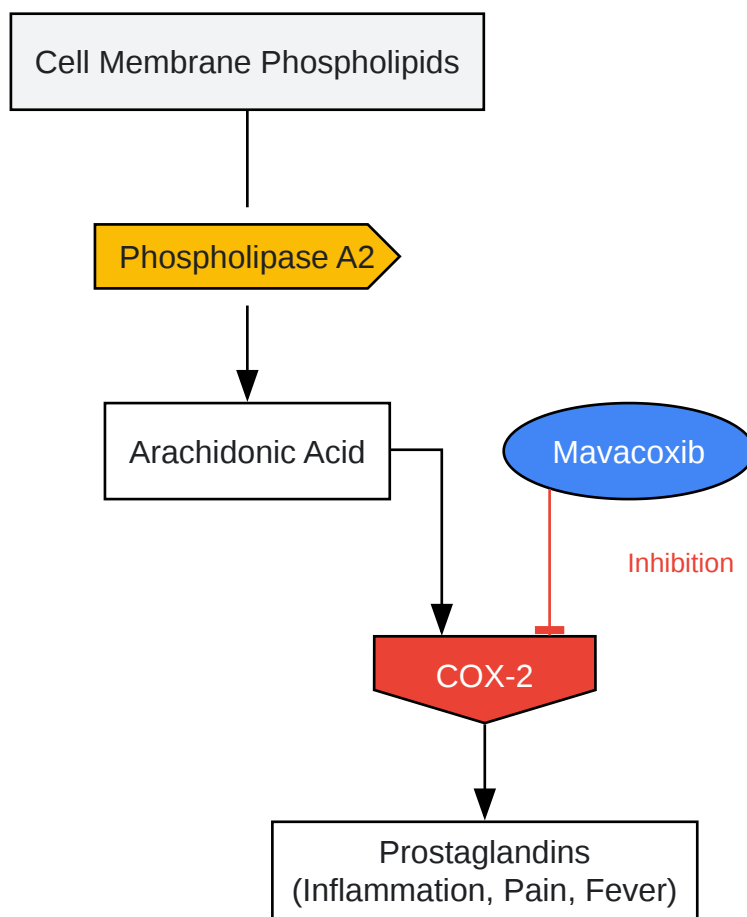 Cell Membrane Phospholipids
Phospholipase A2
Arachidonic Acid
Mavacoxib
Inhibition
COX-2
Prostaglandins
(Inflammation, Pain, Fever)